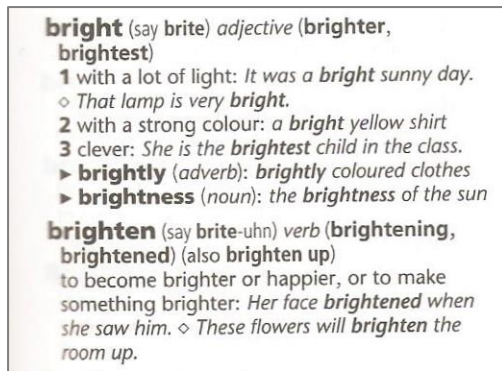 bright (say brite) adjective (brighter,
brightest)
1 with a lot of light: It was a bright sunny day.
◇ That lamp is very bright.
2 with a strong colour: a bright yellow shirt
3 clever: She is the brightest child in the class.
► brightly (adverb): brightly coloured clothes
► brightness (noun): the brightness of the sun
brighten (say brite-uhn) verb (brightening,
brightened) (also brighten up)
to become brighter or happier, or to make
something brighter: Her face brightened when
she saw him. ◇ These flowers will brighten the
room up.